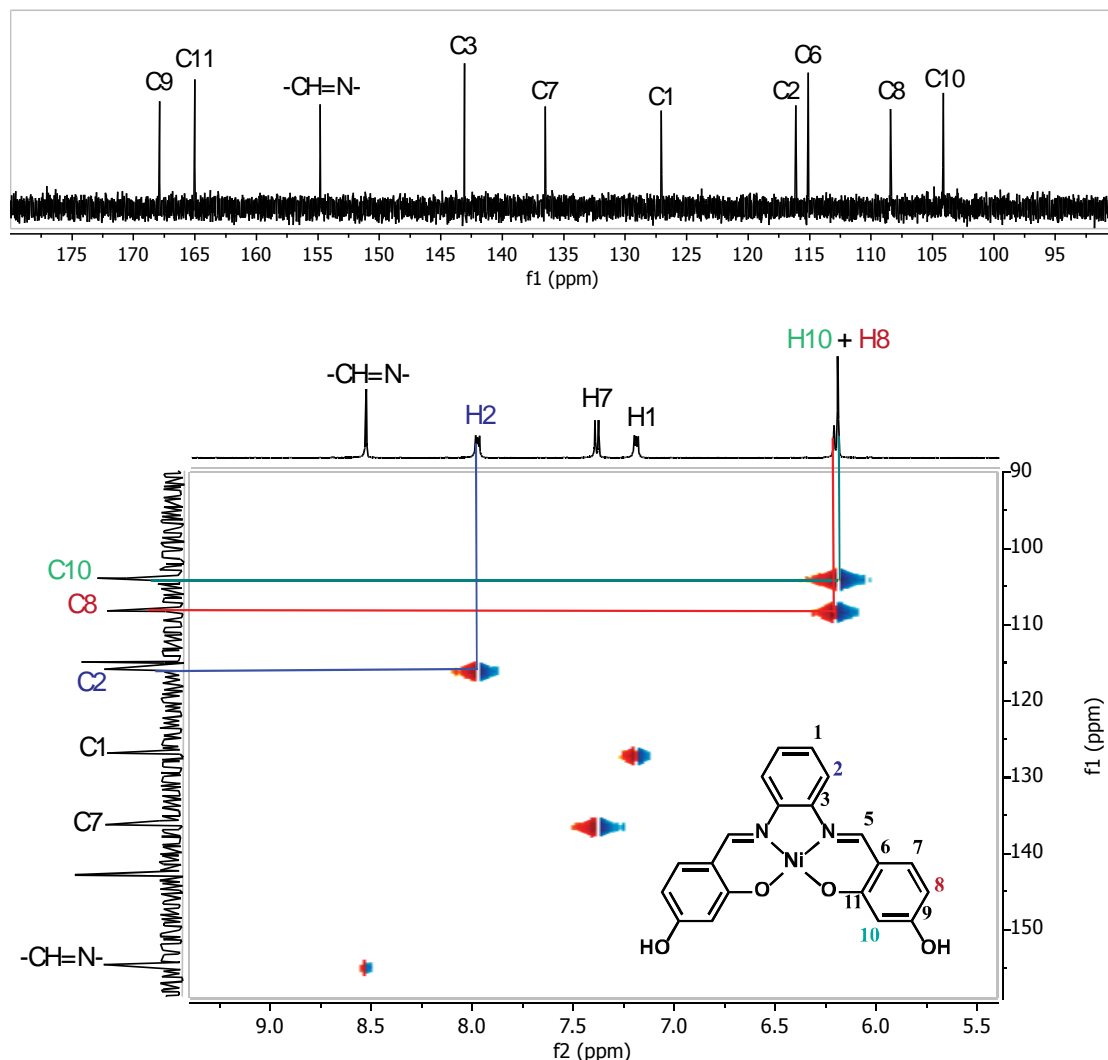 C9
C11
-CH=N-
C3
C7
C1
C2
C6
C8
C10
175 170 165 160 155 150 145 140 135 130 125 120 115 110 105 100 95
f1 (ppm)
H10 + H8
-CH=N-
H2
H7
H1
C10
C8
C2
C1
C7
-CH=N-
90
100
110
120
130
140
150
f1 (ppm)
1
2
3
N
N
5
Ni
6
7
O
O
11
8
9
10
HO
OH
9.0 8.5 8.0 7.5 7.0 6.5 6.0 5.5
f2 (ppm)